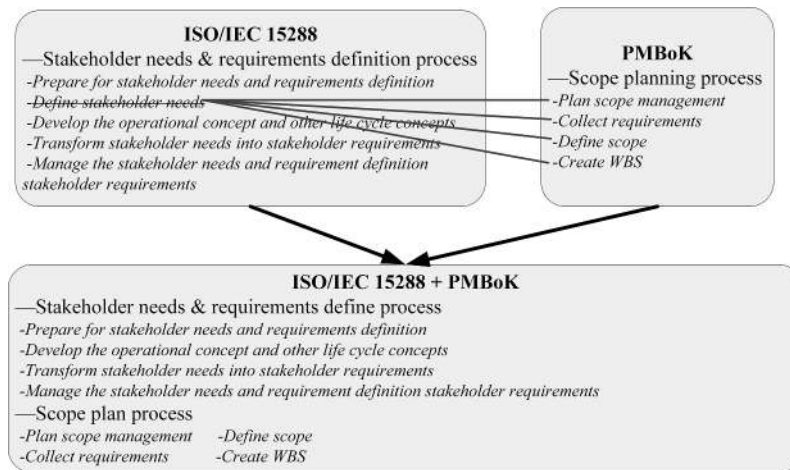 ISO/IEC 15288
—Stakeholder needs & requirements definition process
-Prepare for stakeholder needs and requirements definition
-Define stakeholder needs
-Develop the operational concept and other life cycle concepts
-Transform stakeholder needs into stakeholder requirements
-Manage the stakeholder needs and requirement definition
stakeholder requirements
PMBoK
—Scope planning process
-Plan scope management
-Collect requirements
-Define scope
-Create WBS
ISO/IEC 15288 + PMBoK
—Stakeholder needs & requirements define process
-Prepare for stakeholder needs and requirements definition
-Develop the operational concept and other life cycle concepts
-Transform stakeholder needs into stakeholder requirements
-Manage the stakeholder needs and requirement definition stakeholder requirements
—Scope plan process
-Plan scope management -Define scope
-Collect requirements -Create WBS